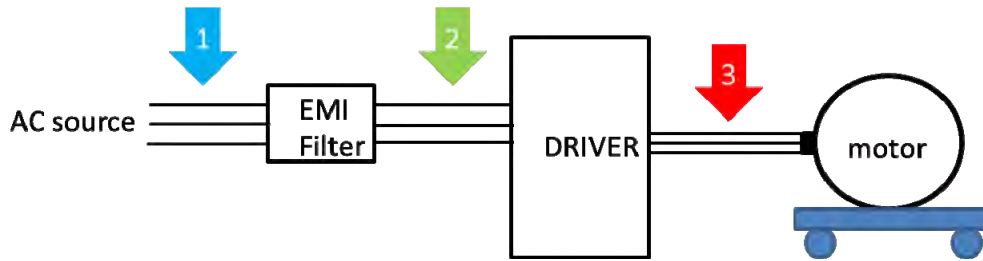 1
2
3
AC source
EMI
Filter
DRIVER
motor